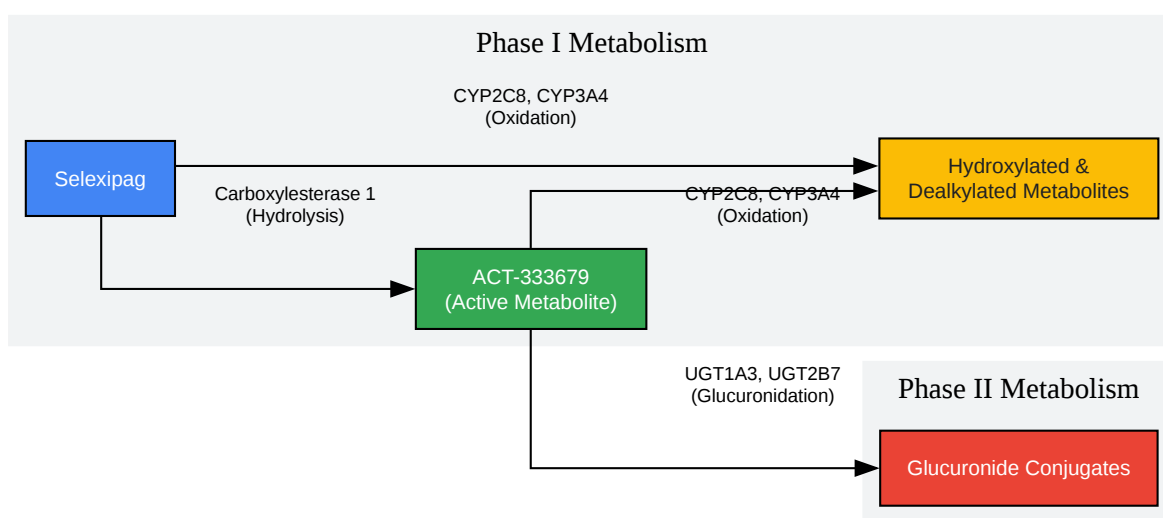 Phase I Metabolism
CYP2C8, CYP3A4
(Oxidation)
Selexipag
Hydroxylated &
Dealkylated Metabolites
Carboxylesterase 1
(Hydrolysis)
CYP2C8, CYP3A4
(Oxidation)
ACT-333679
(Active Metabolite)
UGT1A3, UGT2B7
(Glucuronidation)
Phase II Metabolism
Glucuronide Conjugates